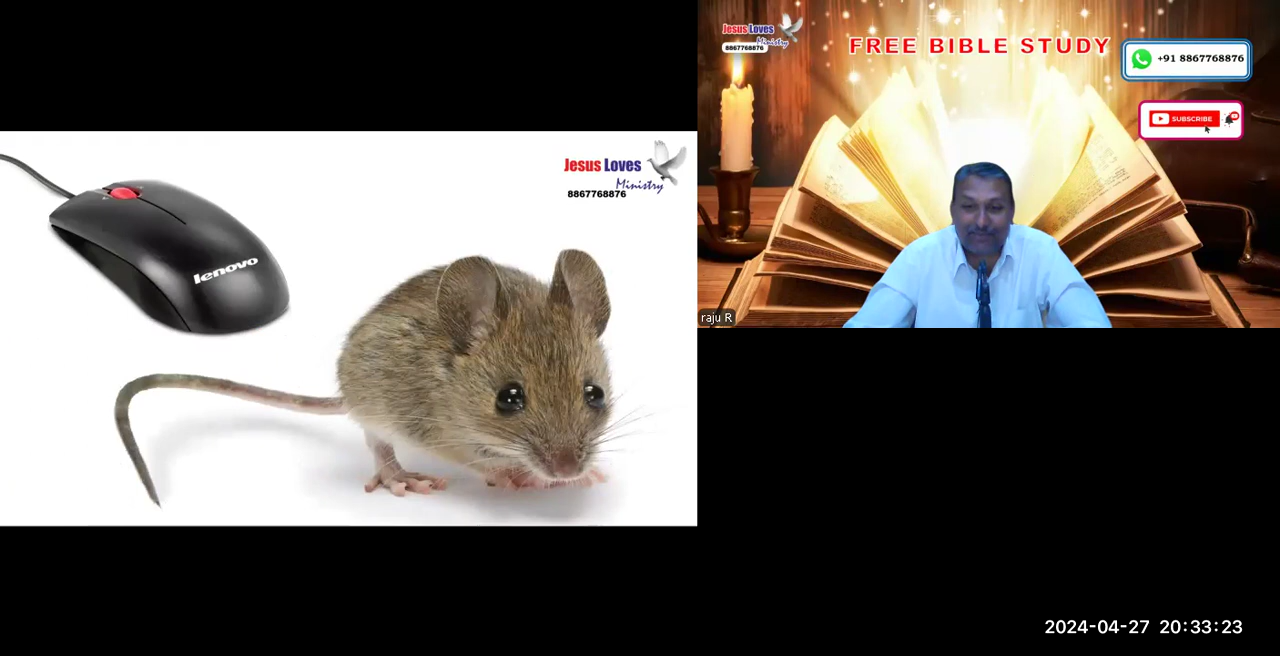 Jesus Loves
Ministry
8867768876
lenovo
Jesus Loves
Ministry
8867768876
FREE BIBLE STUDY
+91 8867768876
SUBSCRIBE
raju R
2024-04-27 20:33:23